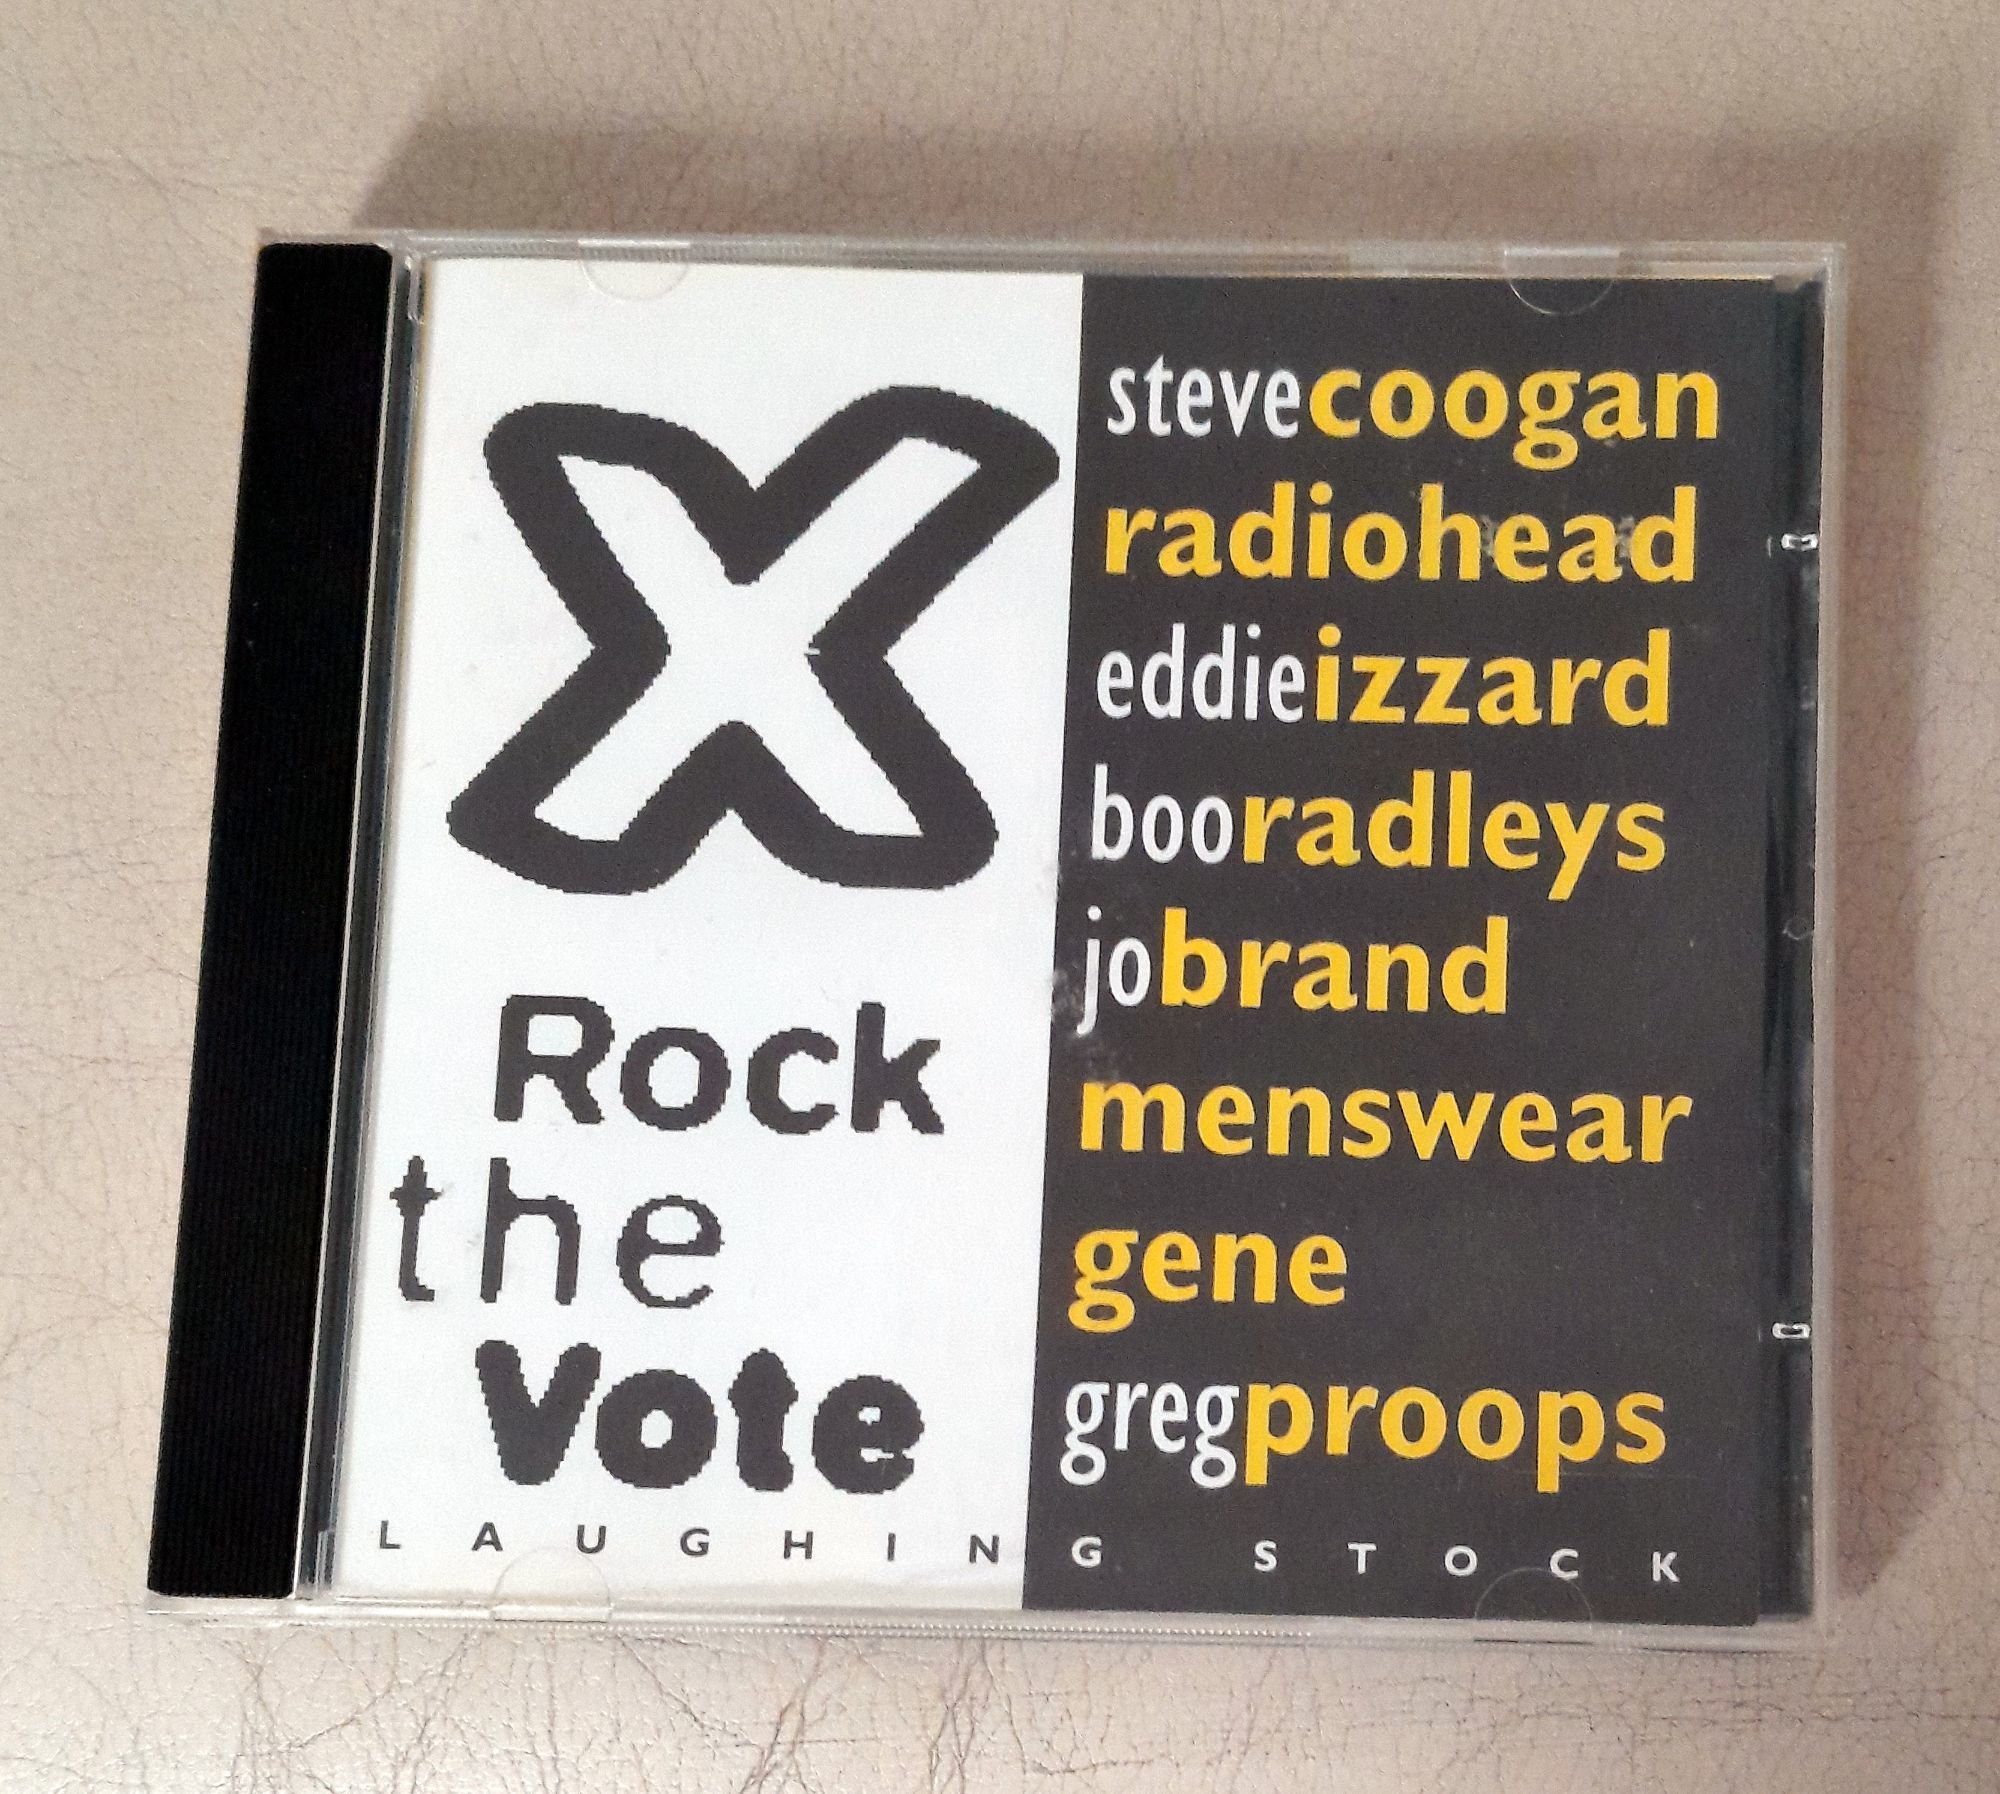 X
Rock
the
Vote
stevecoogan
radiohead
eddieizzard
booradleys
jobrand
menswear
gene
gregproops
LAUGHING STOCK